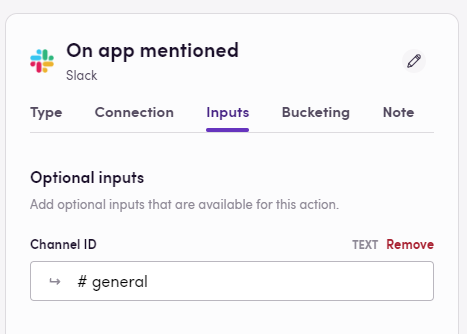 On app mentioned
Slack
Type Connection Inputs Bucketing Note
Optional inputs
Add optional inputs that are available for this action.
Channel ID TEXT Remove
# general